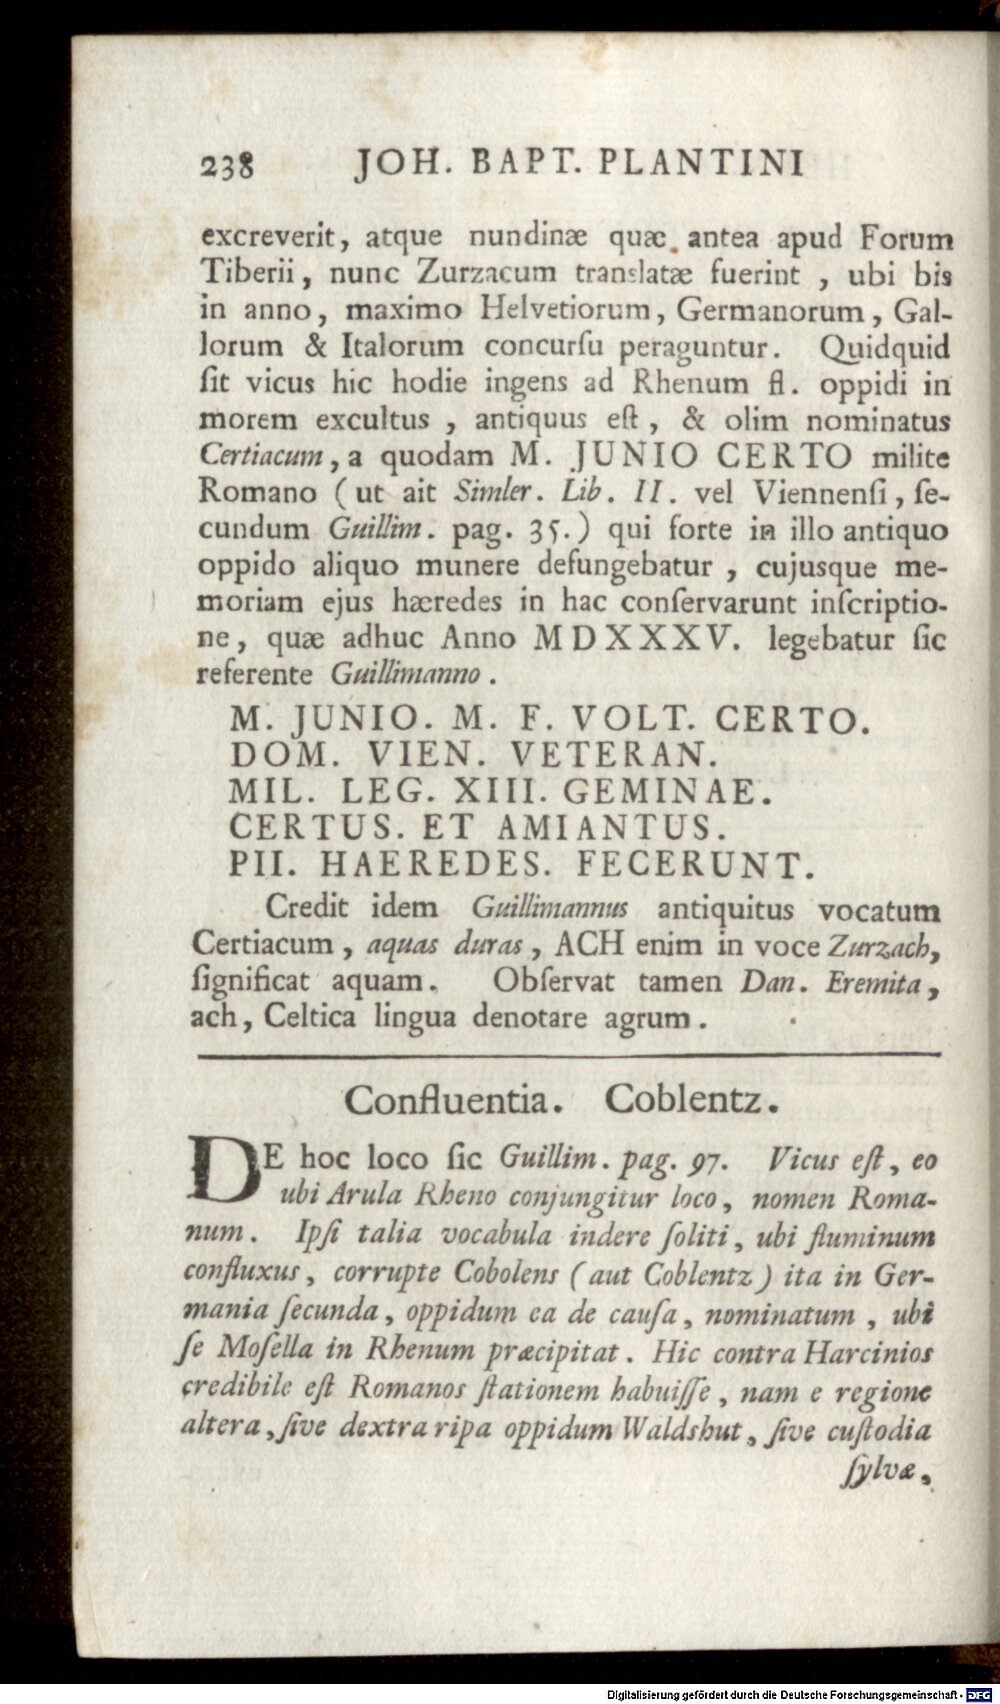 238 JOH. BAPT. PLANTINI
excreverit, atque nundinæ quæ. antea apud Forum
Tiberii, nunc Zurzacum translatæ fuerint , ubi bis
in anno, maximo Helvetiorum, Germanorum, Gal-
lorum & Italorum concurſu peraguntur. Quidquid
ſit vicus hic hodie ingens ad Rhenum fl. oppidi in
morem excultus , antiquus eſt, & olim nominatus
Certiacum, a quodam M. JUNIO CERTO milite
Romano ( ut ait Simler. Lib. II. vel Viennenſi, ſe-
cundum Guillim. pag. 35.) qui forte in illo antiquo
oppido aliquo munere defungebatur , cujusque me-
moriam ejus hæredes in hac conſervarunt inſcriptio-
ne, quæ adhuc Anno MDXXXV. legebatur ſic
referente Guillimanno.
M. JUNIO. M. F. VOLT. CERTO.
DOM. VIEN. VETERAN.
MIL. LEG. XIII. GEMINAE.
CERTUS. ET AMIANTUS.
PII. HAEREDES. FECERUNT.
Credit idem Guillimannus antiquitus vocatum
Certiacum, aquas duras, ACH enim in voce Zurzach,
ſignificat aquam. Obſervat tamen Dan. Eremita,
ach, Celtica lingua denotare agrum.
Confluentia. Coblentz.
DE hoc loco ſic Guillim. pag. 97. Vicus eſt, eo
ubi Arula Rheno conjungitur loco, nomen Roma-
num. Ipſi talia vocabula indere ſoliti, ubi fluminum
confluxus, corrupte Cobolens ( aut Coblentz ) ita in Ger-
mania ſecunda, oppidum ea de cauſa, nominatum , ubi
ſe Moſella in Rhenum præcipitat. Hic contra Harcinios
credibile eſt Romanos ſtationem habuiſſe, nam e regione
altera, ſive dextra ripa oppidum Waldshut, ſive cuſtodia
ſylvæ,
Digitalisierung gefördert durch die Deutsche Forschungsgemeinschaft - DFG